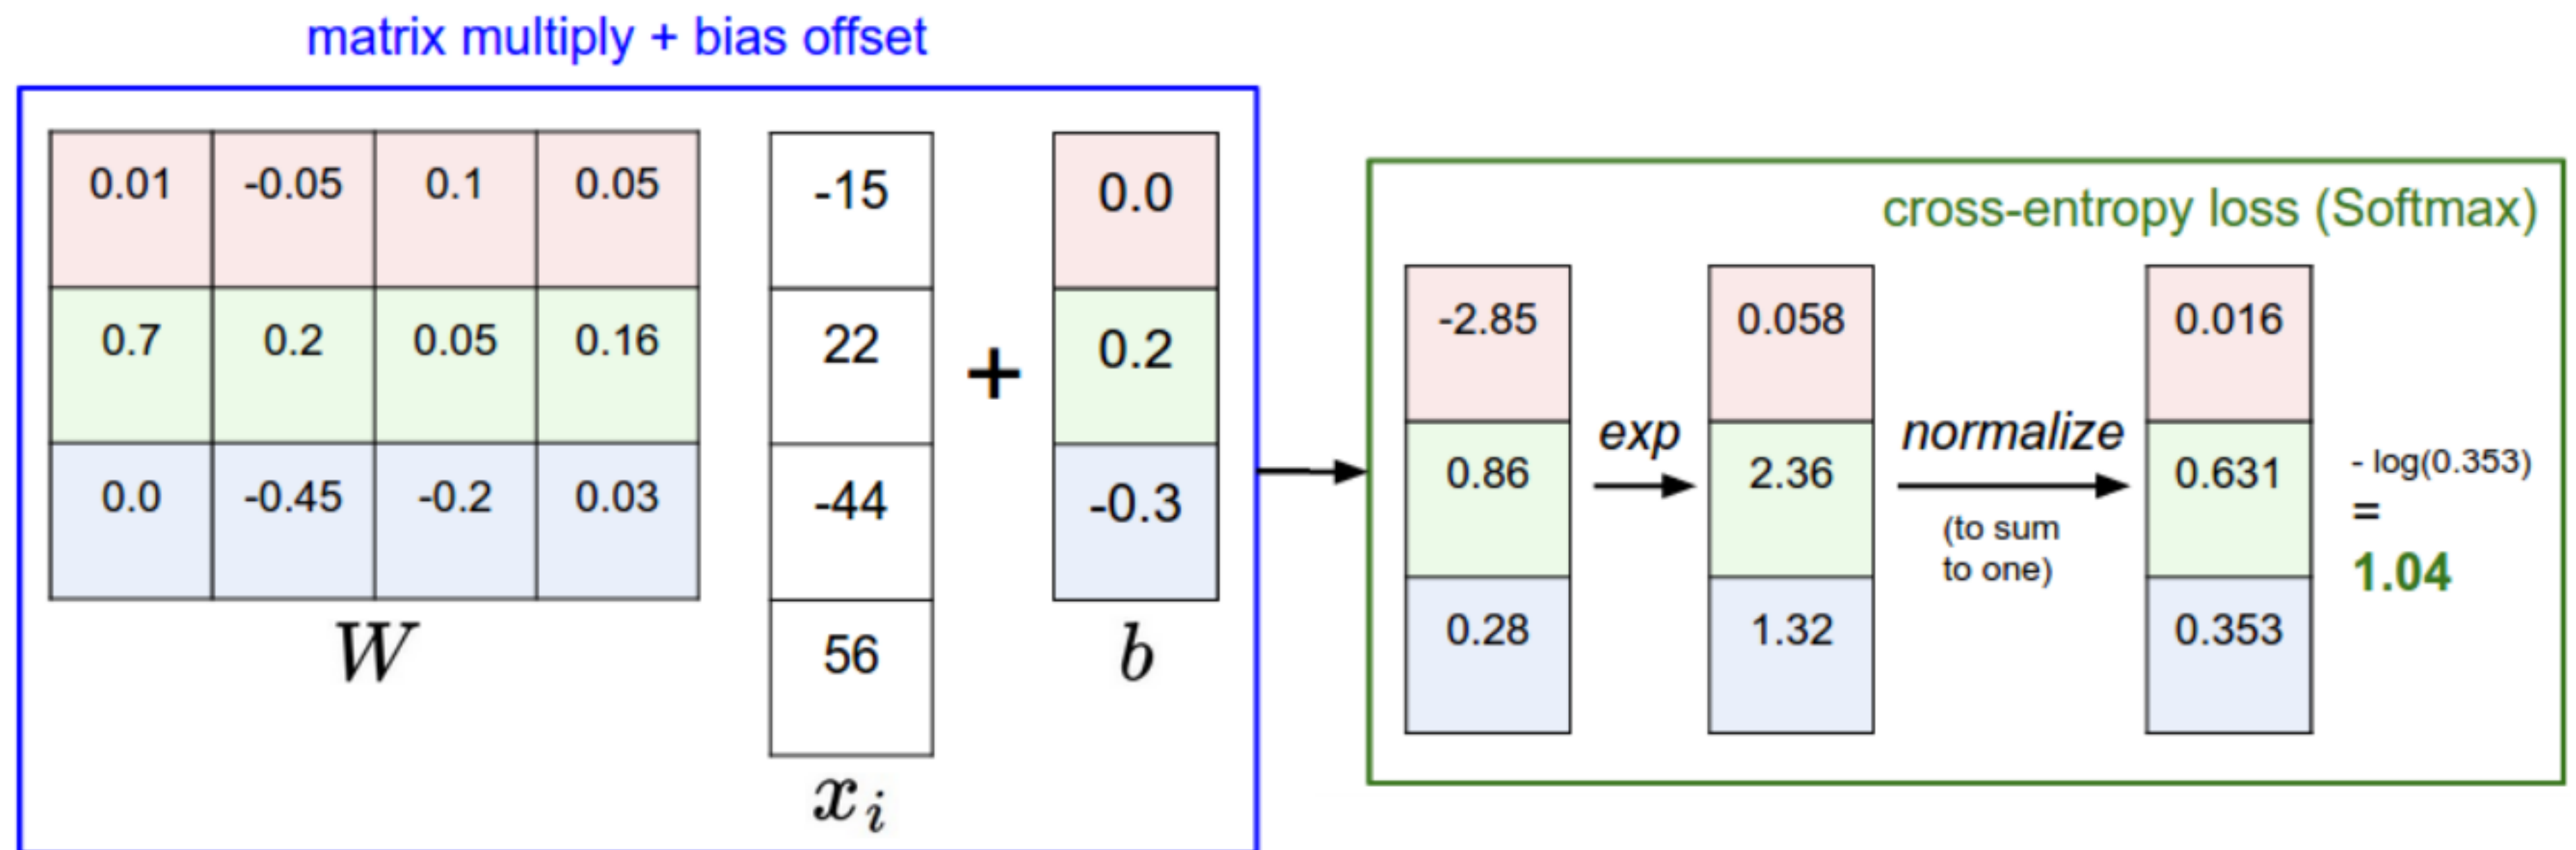 matrix multiply + bias offset
0.01 -0.05 0.1 0.05
0.7 0.2 0.05 0.16
0.0 -0.45 -0.2 0.03
W
-15
22
-44
56
x_i
+
0.0
0.2
-0.3
b
cross-entropy loss (Softmax)
-2.85
0.86
0.28
exp
0.058
2.36
1.32
normalize
(to sum
to one)
0.016
0.631
0.353
- log(0.353)
=
1.04